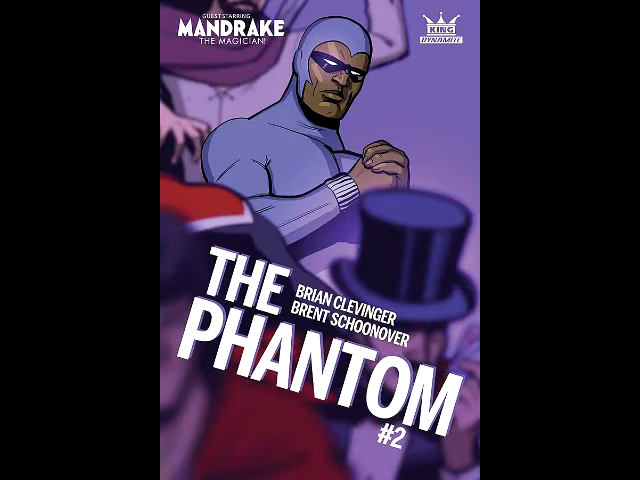 GUEST STARRING
MANDRAKE
THE MAGICIAN!
KING
DYNAMITE
THE
PHANTOM
BRIAN CLEVINGER
BRENT SCHOONOVER
#2